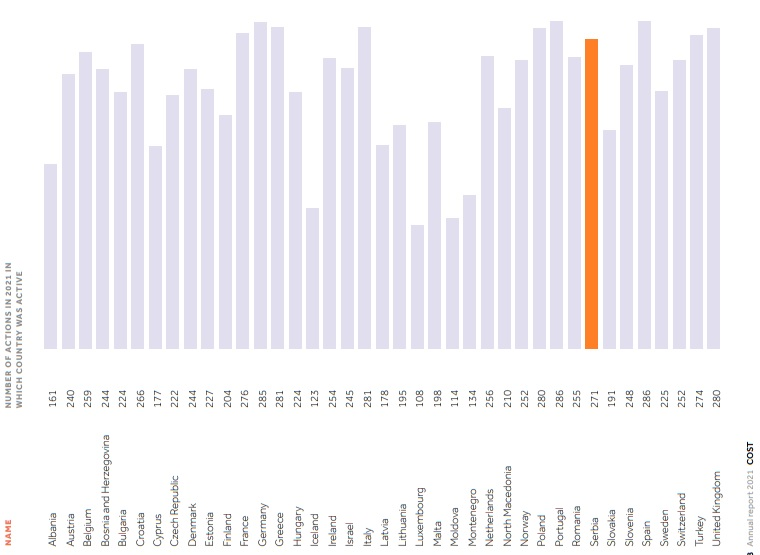 NAME
NUMBER OF ACTIONS IN 2021 IN
WHICH COUNTRY WAS ACTIVE
Albania 161
Austria 240
Belgium 259
Bosnia and Herzegovina 244
Bulgaria 224
Croatia 266
Cyprus 177
Czech Republic 222
Denmark 244
Estonia 227
Finland 204
France 276
Germany 285
Greece 281
Hungary 224
Iceland 123
Ireland 254
Israel 245
Italy 281
Latvia 178
Lithuania 195
Luxembourg 108
Malta 198
Moldova 114
Montenegro 134
Netherlands 256
North Macedonia 210
Norway 252
Poland 280
Portugal 286
Romania 255
Serbia 271
Slovakia 191
Slovenia 248
Spain 286
Sweden 225
Switzerland 252
Turkey 274
United Kingdom 280
Annual report 2021 COST